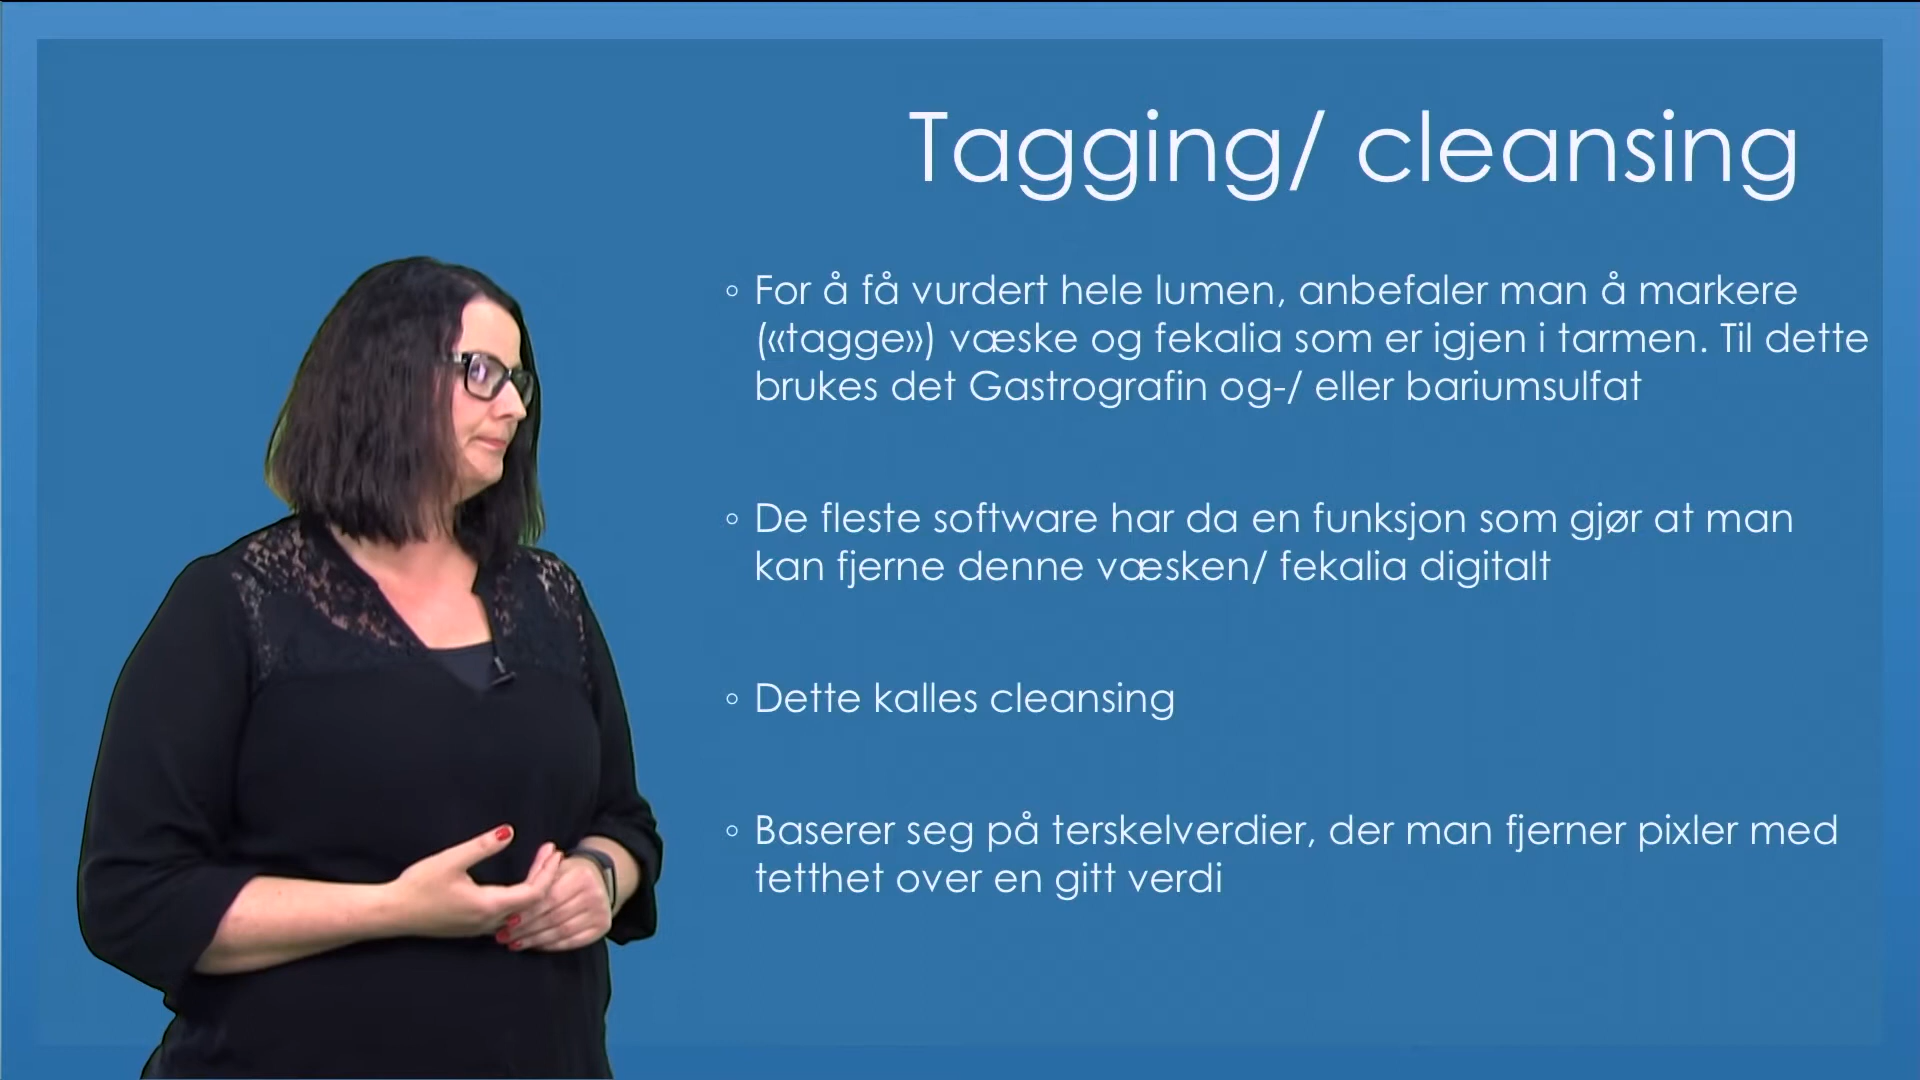 Tagging/ cleansing
◦ For å få vurdert hele lumen, anbefaler man å markere
(«tagge») væske og fekalia som er igjen i tarmen. Til dette
brukes det Gastrografin og-/ eller bariumsulfat
◦ De fleste software har da en funksjon som gjør at man
kan fjerne denne væsken/ fekalia digitalt
◦ Dette kalles cleansing
◦ Baserer seg på terskelverdier, der man fjerner pixler med
tetthet over en gitt verdi